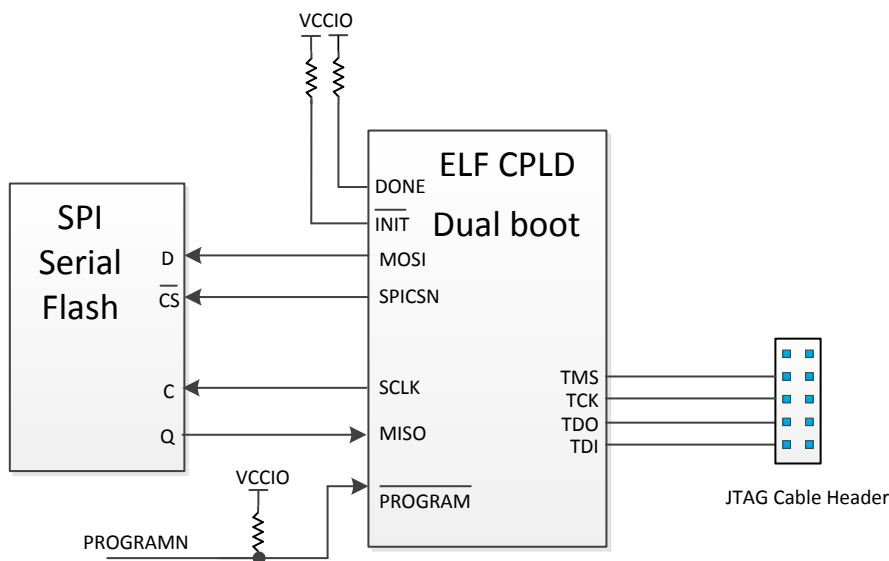 VCCIO
ELF CPLD
Dual boot
DONE
INIT
MOSI
SPICSN
SCLK
MISO
PROGRAM
TMS
TCK
TDO
TDI
SPI
Serial
Flash
D
CS
C
Q
VCCIO
PROGRAMN
JTAG Cable Header